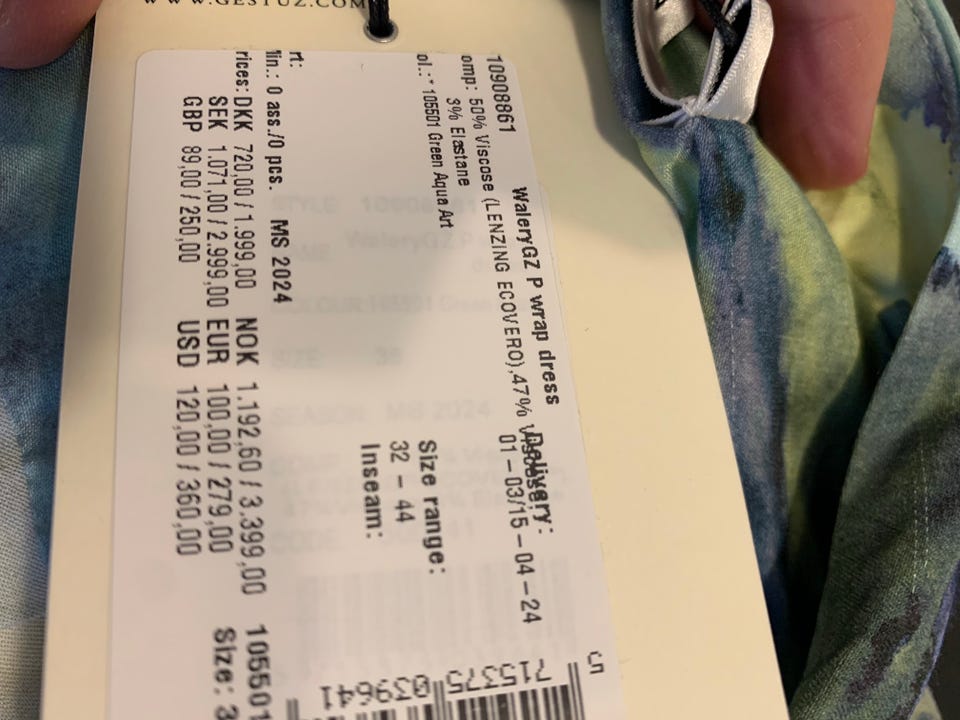 WWW.GESTUZ.COM
10908861 WaleryGZ P wrap dress
omp: 50% Viscose (LENZING ECOVERO),47% Viscose,
3% Elastane
ol.:* 105501 Green Aqua Art
Delivery:
01-03/15-04-24
Size range:
32 - 44
Inseam:
rt:
lin.: 0 ass./0 pcs. MS 2024
rices: DKK 720,00 / 1.999,00 NOK 1.192,60 / 3.399,00
SEK 1.071,00 / 2.999,00 EUR 100,00 / 279,00
GBP 89,00 / 250,00 USD 120,00 / 360,00
105501
Size: 3
5 715375 039641